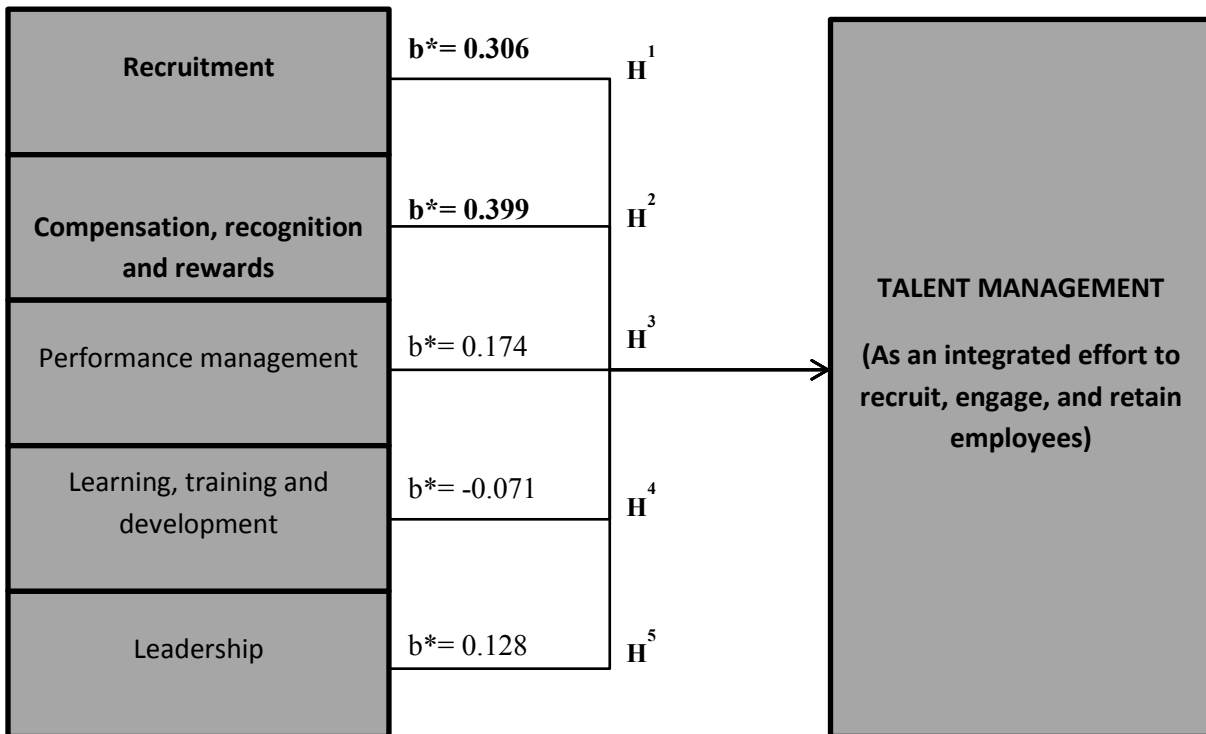 Recruitment
b*= 0.306
H1
Compensation, recognition
and rewards
b*= 0.399
H2
Performance management
b*= 0.174
H3
Learning, training and
development
b*= -0.071
H4
Leadership
b*= 0.128
H5
TALENT MANAGEMENT
(As an integrated effort to
recruit, engage, and retain
employees)